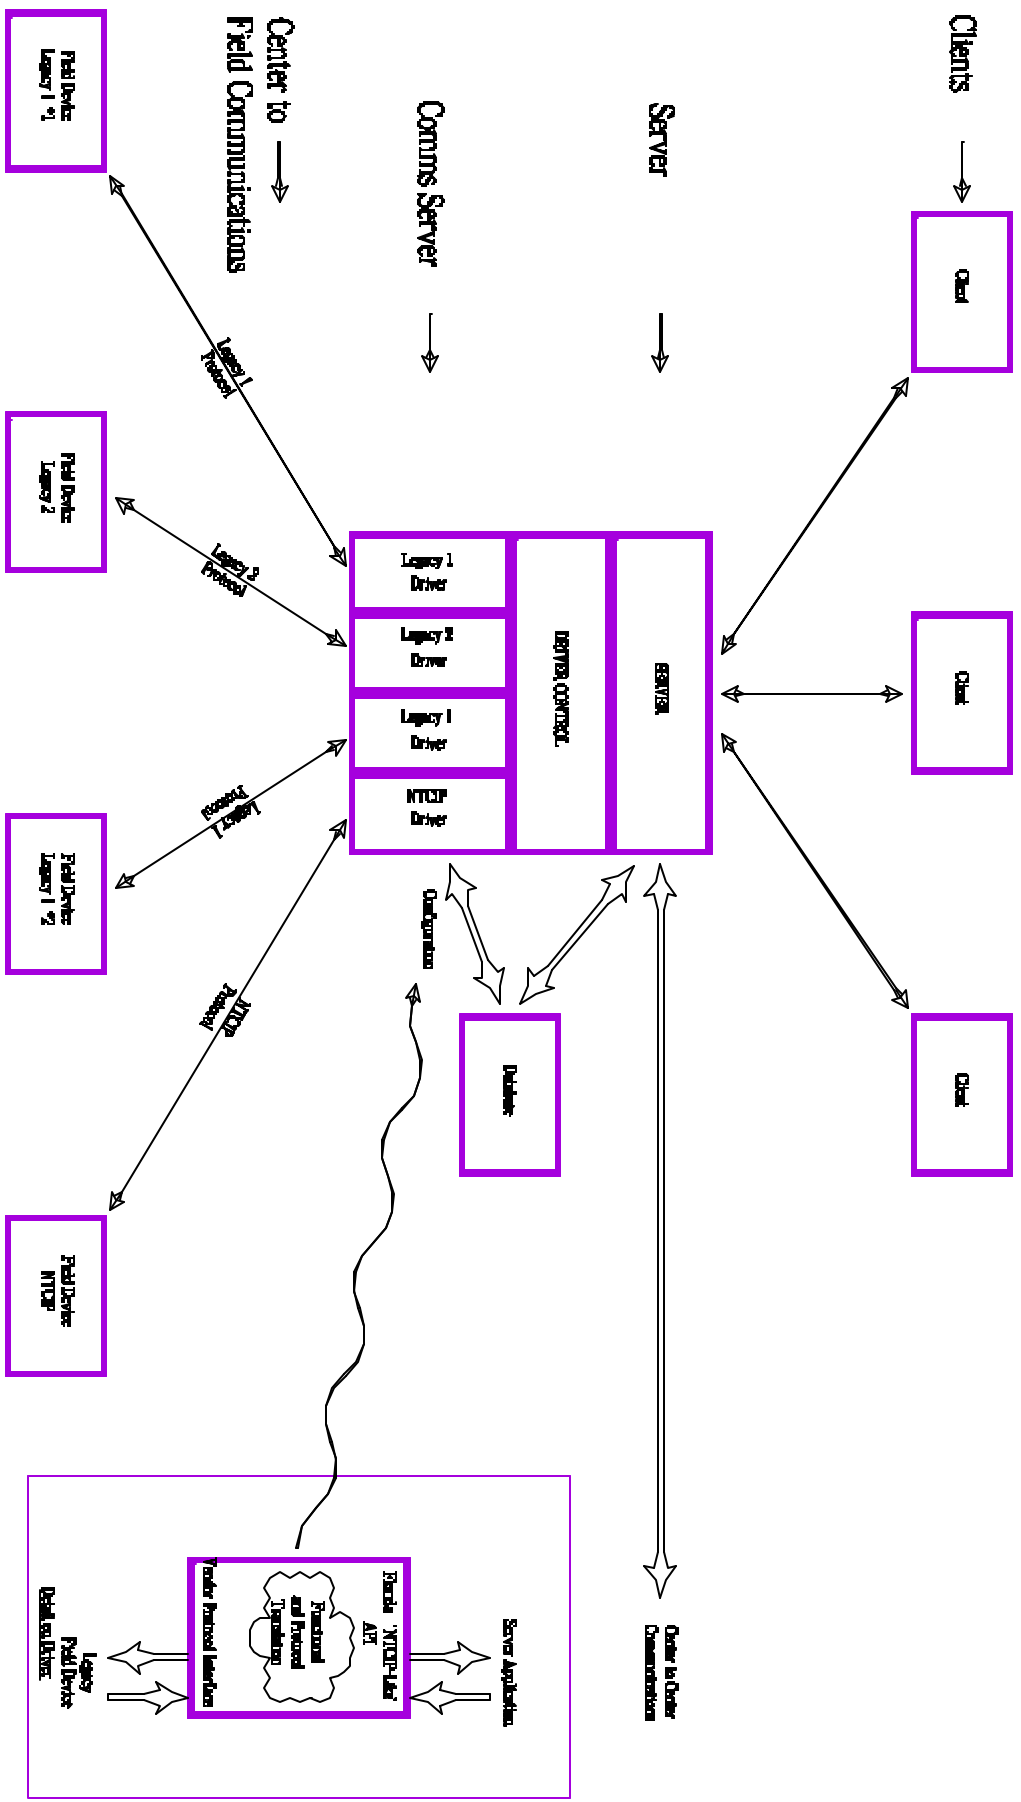 Clients
Client
Client
Client
Server
SERVER
DRIVER CONTROL
Comms Server
Legacy 1
Driver
Legacy 2
Driver
Legacy
Driver
NTCIP
Driver
Configuration
Database
Center to Center
Communications
Center to
Field Communications
Legacy 1
Protocol
Legacy 2
Protocol
Legacy 1
Protocol
NTCIP
Protocol
Field Device
Legacy 1 #1
Field Device
Legacy 2
Field Device
Legacy 1 #2
Field Device
NTCIP
Server Application
Florida "NTCIP-Like"
API
Functional
and Protocol
Translation
Vendor Protocol Interface
Legacy
Field Device
Detail on Driver